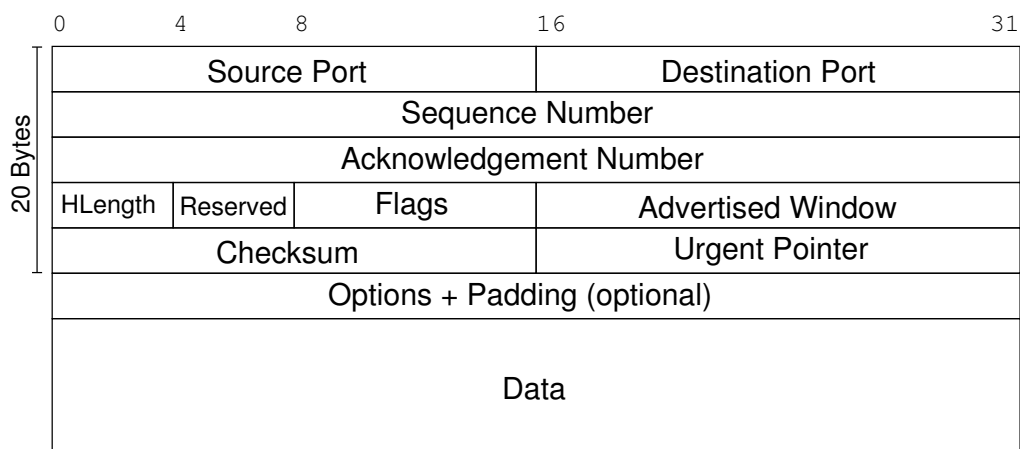 0 4 8 16 31
Source Port Destination Port
Sequence Number
Acknowledgement Number
HLength Reserved Flags Advertised Window
Checksum Urgent Pointer
20 Bytes
Options + Padding (optional)
Data